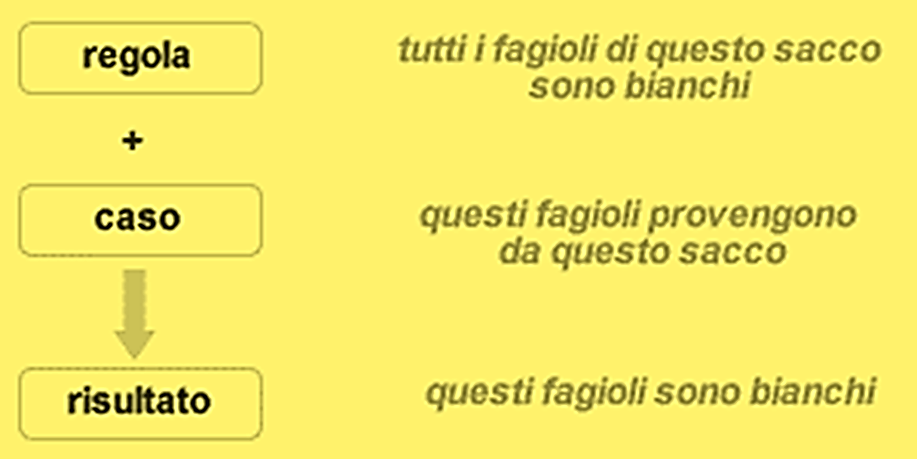 regola
tutti i fagioli di questo sacco
sono bianchi
+
caso
questi fagioli provengono
da questo sacco
risultato
questi fagioli sono bianchi